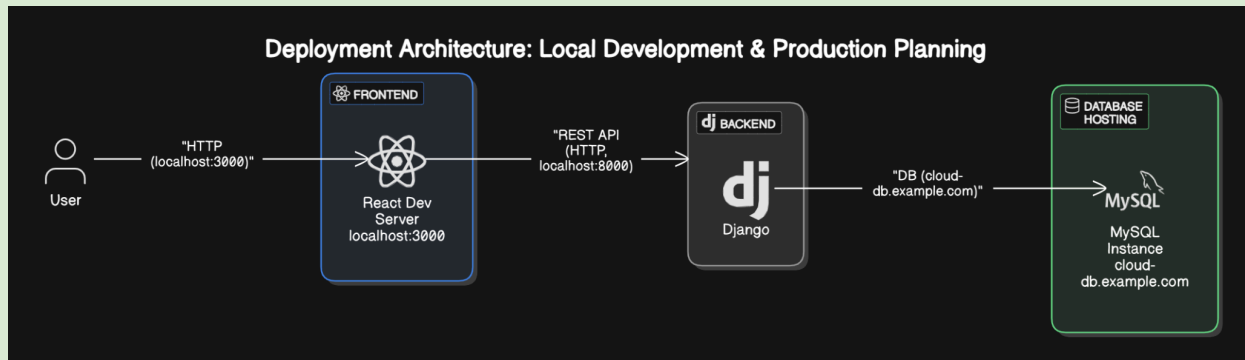 Deployment Architecture: Local Development & Production Planning
FRONTEND
dj BACKEND
DATABASE
HOSTING
"HTTP
(localhost:3000)"
"REST API
(HTTP,
localhost:8000)
"DB (cloud-
db.example.com)"
User
React Dev
Server
localhost:3000
dj
Django
MySQL
MySQL
Instance
cloud-
db.example.com